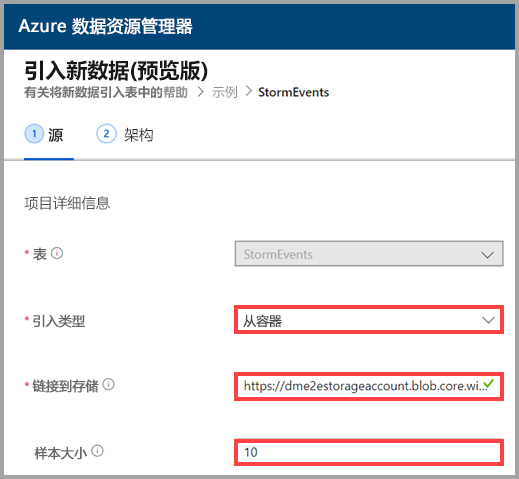 Azure 数据资源管理器
引入新数据(预览版)
有关将新数据引入表中的帮助 > 示例 > StormEvents
1 源 2 架构
项目详细信息
* 表 StormEvents
* 引入类型 从容器
* 链接到存储 https://dme2estorageaccount.blob.core.wi...
样本大小 10